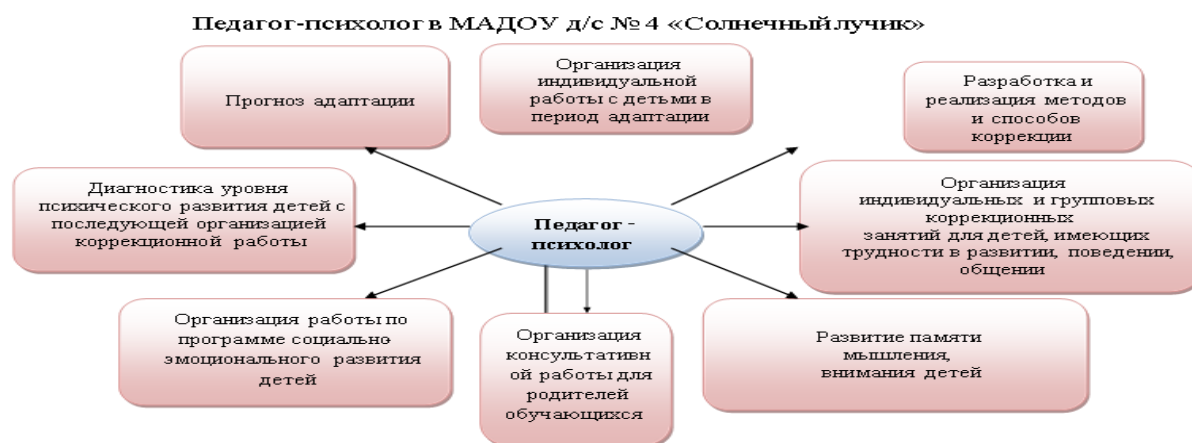 Педагог-психолог в МАДОУ д/с № 4 «Солнечный лучик»
Прогноз адаптации
Организация
индивидуальной
работы с детьми в
период адаптации
Разработка и
реализация методов
и способов
коррекции
Диагностика уровня
психического развития детей с
последующей организацией
коррекционной работы
Педагог -
психолог
Организация
индивидуальных и групповых
коррекционных
занятий для детей, имеющих
трудности в развитии, поведении,
общении
Организация работы по
программе социально
эмоционального развития
детей
Организация
консультативн
ой работы для
родителей
обучающихся
Развитие памяти
мышления,
внимания детей